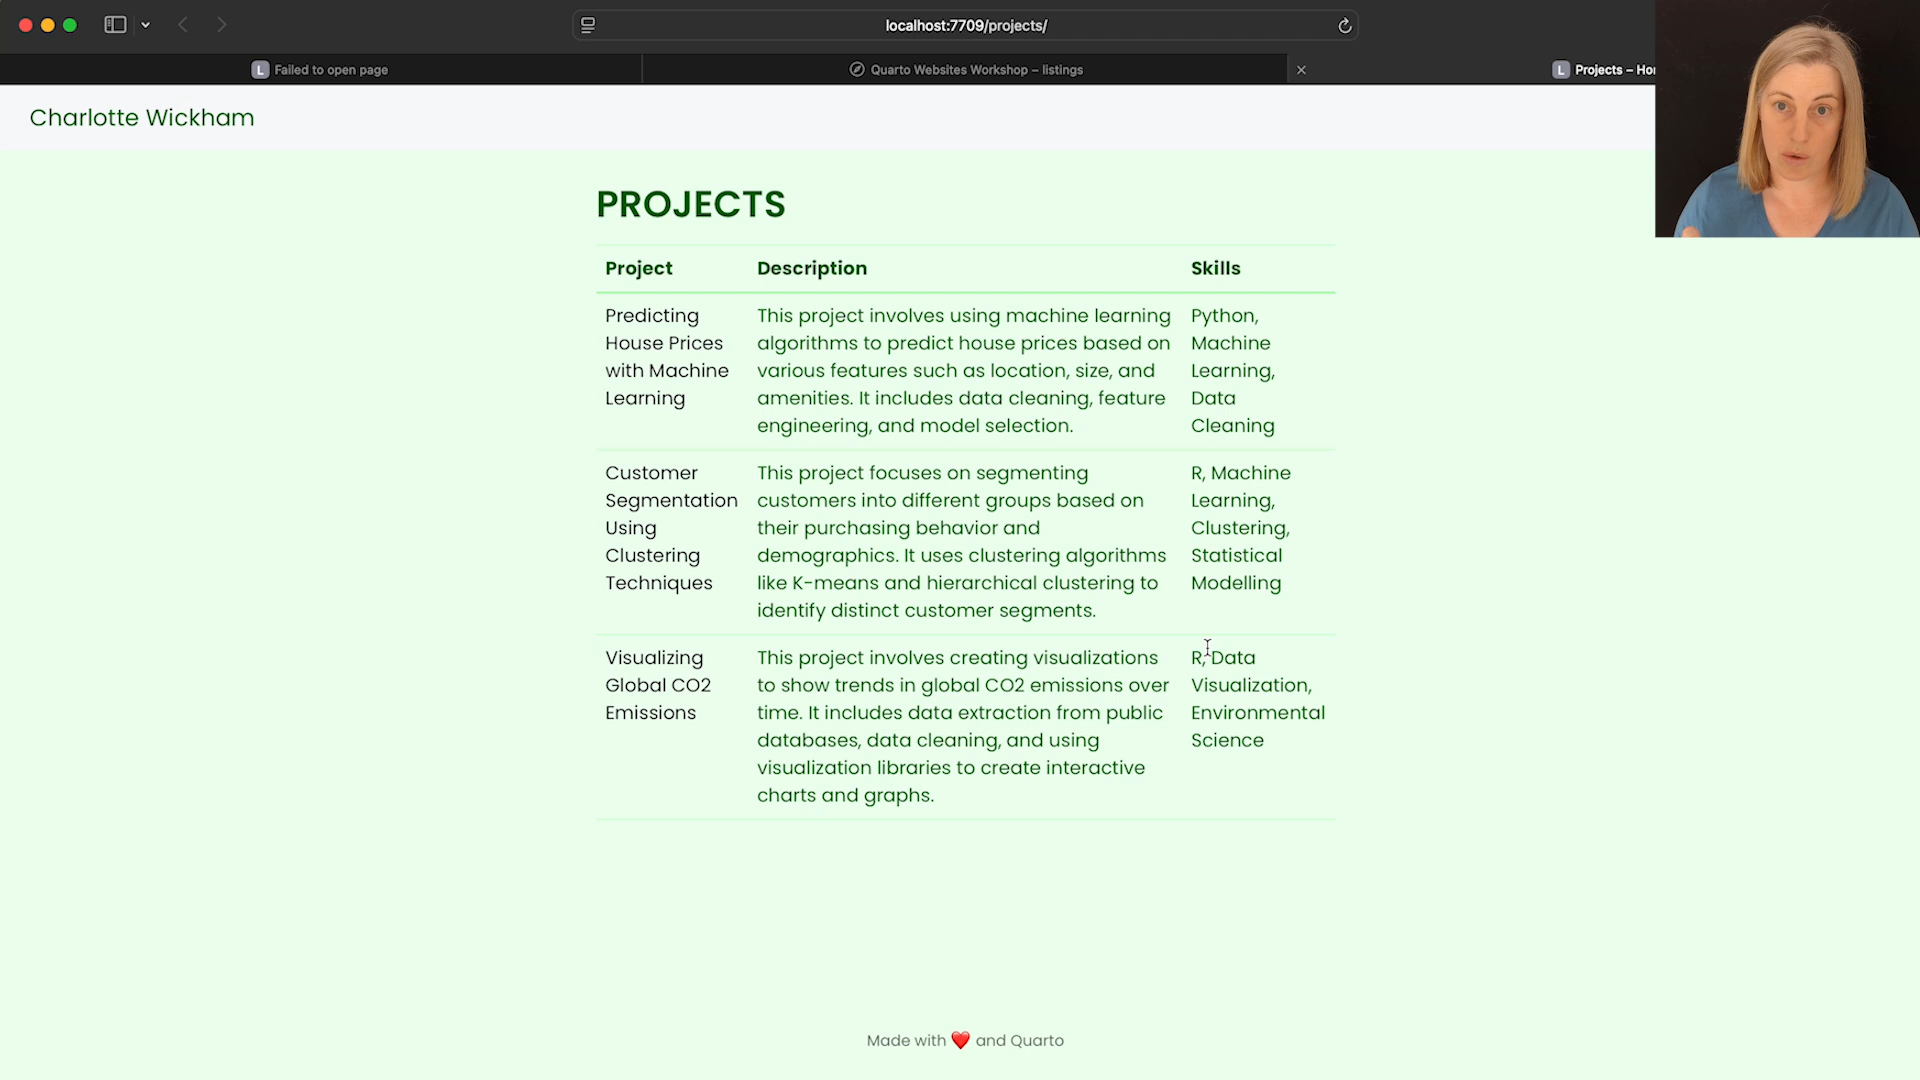 localhost:7709/projects/
L Failed to open page
Quarto Websites Workshop – listings
L Projects – Hor
Charlotte Wickham
PROJECTS
Project Description Skills
Predicting
House Prices
with Machine
Learning
This project involves using machine learning
algorithms to predict house prices based on
various features such as location, size, and
amenities. It includes data cleaning, feature
engineering, and model selection.
Python,
Machine
Learning,
Data
Cleaning
Customer
Segmentation
Using
Clustering
Techniques
This project focuses on segmenting
customers into different groups based on
their purchasing behavior and
demographics. It uses clustering algorithms
like K-means and hierarchical clustering to
identify distinct customer segments.
R, Machine
Learning,
Clustering,
Statistical
Modelling
Visualizing
Global CO2
Emissions
This project involves creating visualizations
to show trends in global CO2 emissions over
time. It includes data extraction from public
databases, data cleaning, and using
visualization libraries to create interactive
charts and graphs.
R, Data
Visualization,
Environmental
Science
Made with ❤️ and Quarto